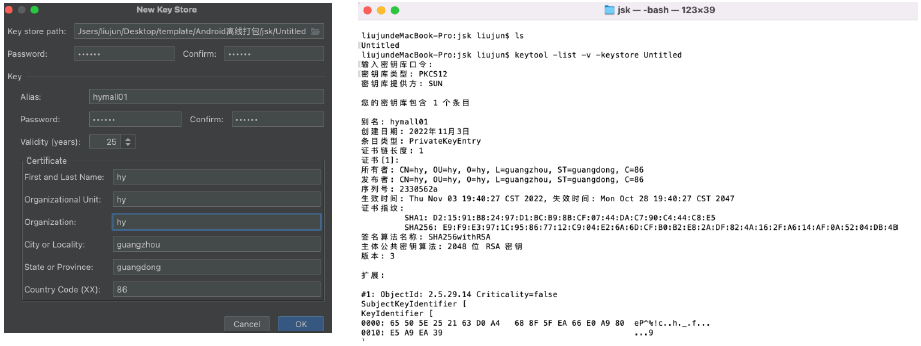 New Key Store
Key store path: Jsers/liujun/Desktop/template/Android离线打包/jsk/Untitled
Password: •••••• Confirm: ••••••
Key
Alias: hymall01
Password: •••••• Confirm: ••••••
Validity (years): 25
Certificate
First and Last Name: hy
Organizational Unit: hy
Organization: hy
City or Locality: guangzhou
State or Province: guangdong
Country Code (XX): 86
Cancel OK
jsk — -bash — 123×39
liujundeMacBook-Pro:jsk liujun$ ls
Untitled
liujundeMacBook-Pro:jsk liujun$ keytool -list -v -keystore Untitled
输入密钥库口令:
密钥库类型: PKCS12
密钥库提供方: SUN
您的密钥库包含 1 个条目
别名: hymall01
创建日期: 2022年11月3日
条目类型: PrivateKeyEntry
证书链长度: 1
证书[1]:
所有者: CN=hy, OU=hy, O=hy, L=guangzhou, ST=guangdong, C=86
发布者: CN=hy, OU=hy, O=hy, L=guangzhou, ST=guangdong, C=86
序列号: 2330562a
生效时间: Thu Nov 03 19:40:27 CST 2022, 失效时间: Mon Oct 28 19:40:27 CST 2047
证书指纹:
SHA1: D2:15:91:B8:24:97:D1:BC:B9:8B:CF:07:44:DA:C7:90:C4:44:C8:E5
SHA256: E9:F9:E3:97:1C:95:86:77:12:C9:04:E2:6A:6D:CF:B0:B2:E8:2A:DF:82:4A:16:2F:A6:14:AF:0A:52:04:DB:4B
签名算法名称: SHA256withRSA
主体公共密钥算法: 2048 位 RSA 密钥
版本: 3
扩展:
#1: ObjectId: 2.5.29.14 Criticality=false
SubjectKeyIdentifier [
KeyIdentifier [
0000: 65 50 5E 25 21 63 D0 A4 68 8F 5F EA 66 E0 A9 80 eP^%!c..h._.f...
0010: E5 A9 EA 39 ...9
]